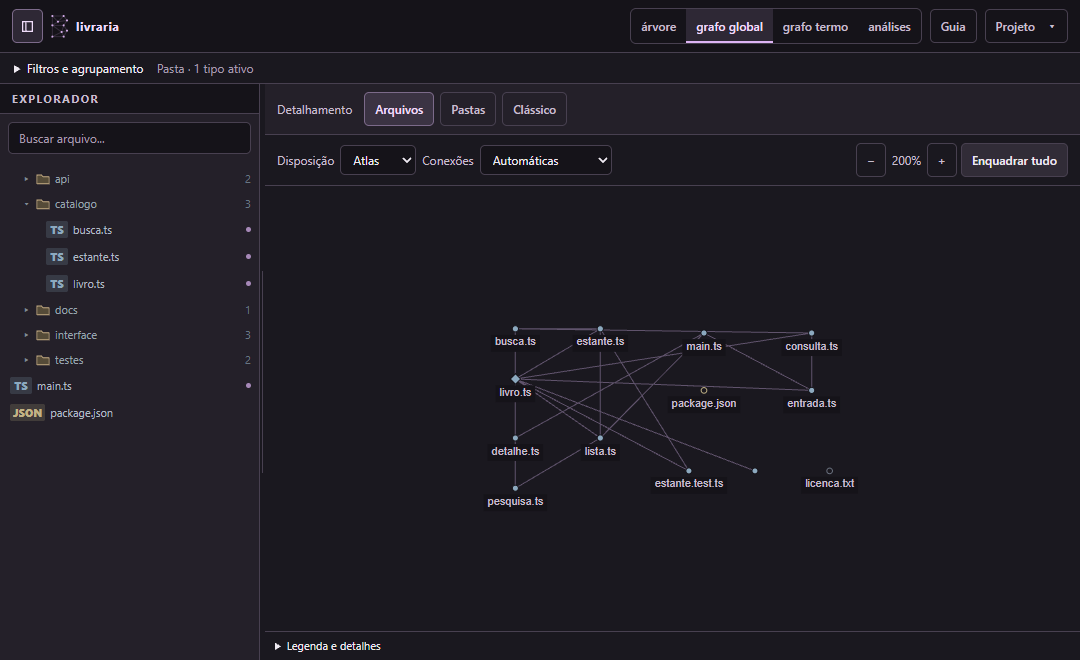 livraria
árvore grafo global grafo termo análises Guia Projeto
Filtros e agrupamento Pasta · 1 tipo ativo
EXPLORADOR
Buscar arquivo...
api 2
catalogo 3
TS busca.ts
TS estante.ts
TS livro.ts
docs 1
interface 3
testes 2
TS main.ts
JSON package.json
Detalhamento Arquivos Pastas Clássico
Disposição Atlas Conexões Automáticas − 200% + Enquadrar tudo
busca.ts estante.ts main.ts consulta.ts
livro.ts package.json entrada.ts
detalhe.ts lista.ts
estante.test.ts licenca.txt
pesquisa.ts
Legenda e detalhes